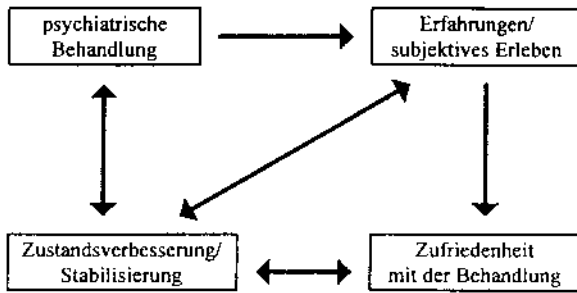 psychiatrische
Behandlung
Erfahrungen/
subjektives Erleben
Zustandsverbesserung/
Stabilisierung
Zufriedenheit
mit der Behandlung